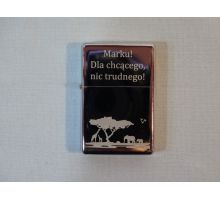 Marku!
Dla chcącego,
nic trudnego!